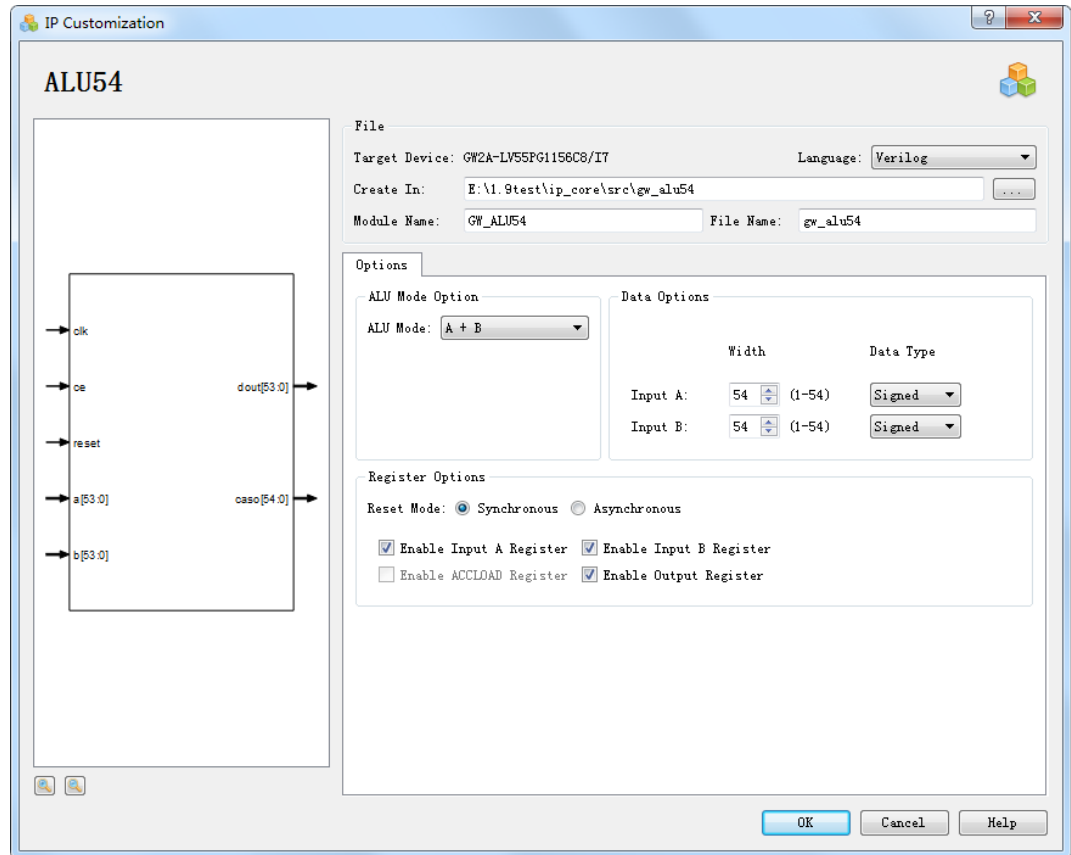 IP Customization
ALU54
File
Target Device: GW2A-LV55PG1156C8/I7 Language: Verilog
Create In: E:\1.9test\ip_core\src\gw_alu54 ...
Module Name: GW_ALU54 File Name: gw_alu54
Options
ALU Mode Option Data Options
ALU Mode: A + B
Width Data Type
Input A: 54 (1-54) Signed
Input B: 54 (1-54) Signed
Register Options
Reset Mode: Synchronous Asynchronous
Enable Input A Register Enable Input B Register
Enable ACCLOAD Register Enable Output Register
clk
ce dout[53:0]
reset
a[53:0] caso[54:0]
b[53:0]
OK Cancel Help